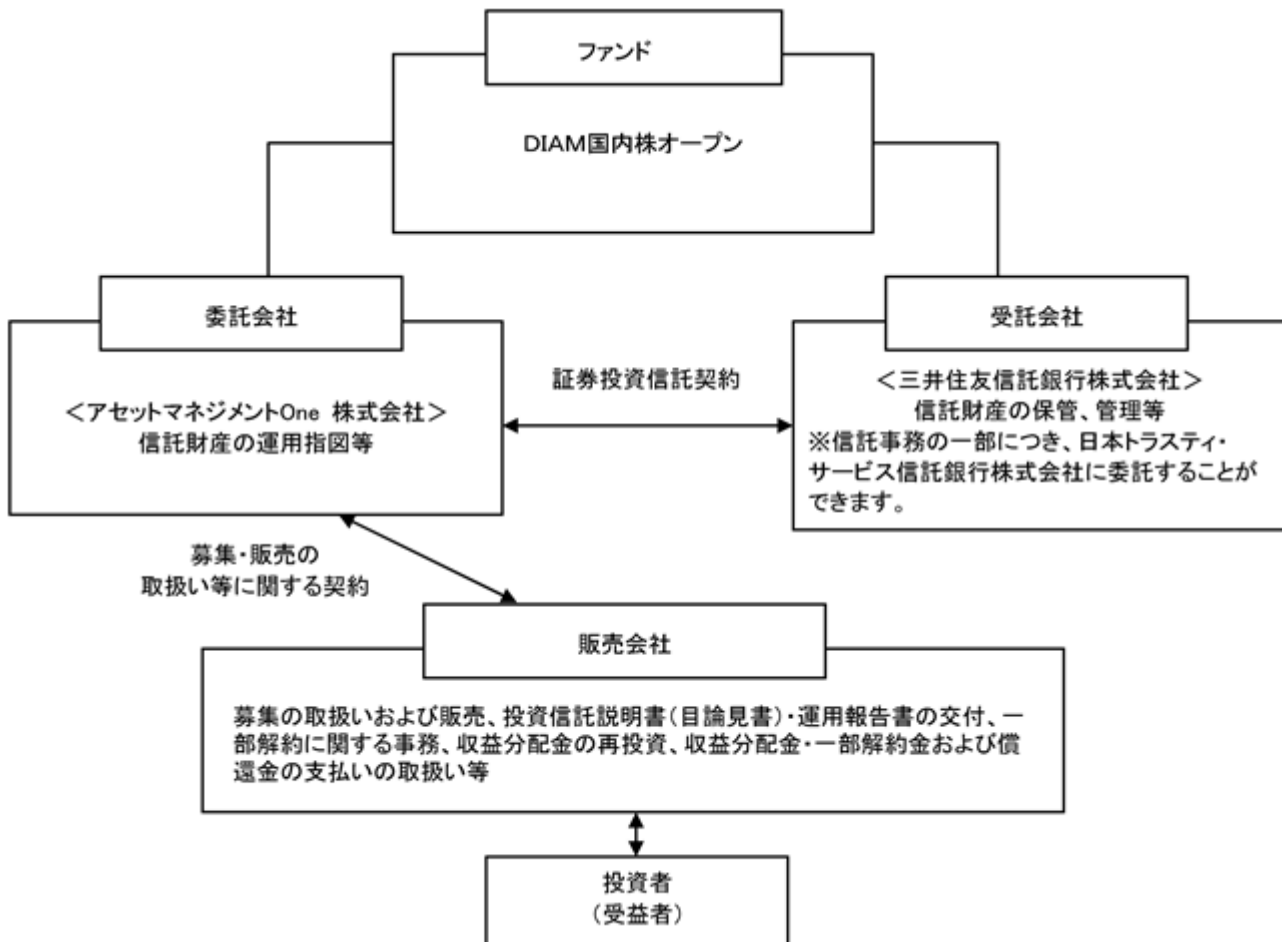 ファンド
DIAM国内株オープン
委託会社
＜アセットマネジメントOne 株式会社＞
信託財産の運用指図等
証券投資信託契約
受託会社
＜三井住友信託銀行株式会社＞
信託財産の保管、管理等
※信託事務の一部につき、日本トラスティ・
サービス信託銀行株式会社に委託することが
できます。
募集・販売の
取扱い等に関する契約
販売会社
募集の取扱いおよび販売、投資信託説明書（目論見書）・運用報告書の交付、一
部解約に関する事務、収益分配金の再投資、収益分配金・一部解約金および償
還金の支払いの取扱い等
投資者
（受益者）